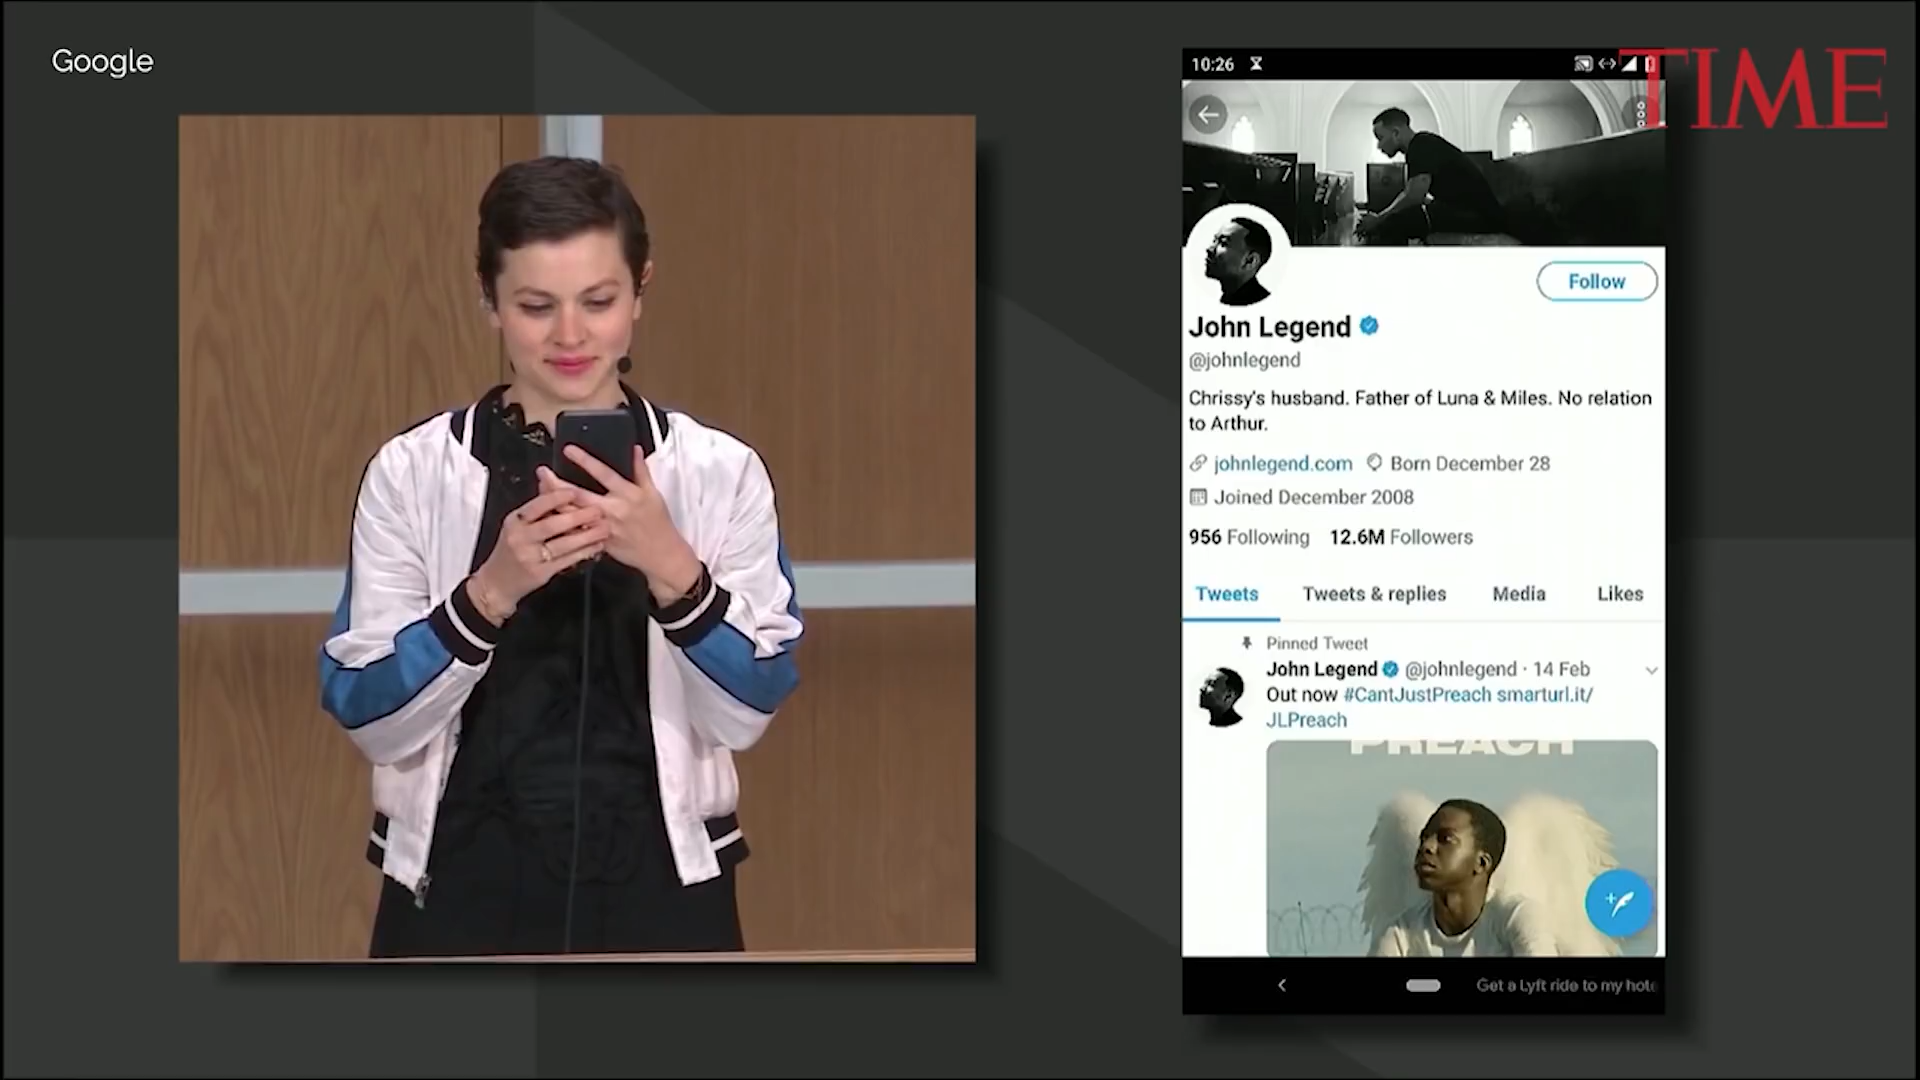 Google
TIME
10:26
Follow
John Legend
@johnlegend
Chrissy's husband. Father of Luna & Miles. No relation
to Arthur.
johnlegend.com Born December 28
Joined December 2008
956 Following 12.6M Followers
Tweets Tweets & replies Media Likes
Pinned Tweet
John Legend @johnlegend · 14 Feb
Out now #CantJustPreach smarturl.it/
JLPreach
PREACH
Get a Lyft ride to my hote